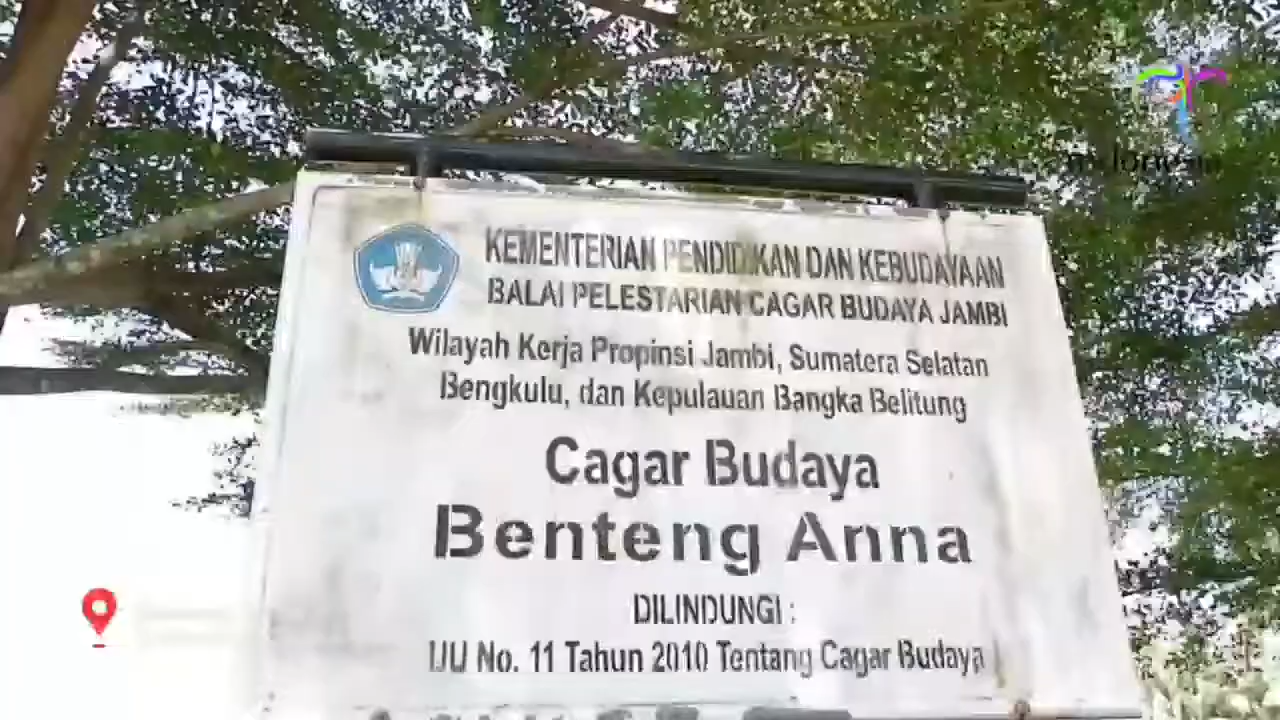 KEMENTERIAN PENDIDIKAN DAN KEBUDAYAAN
BALAI PELESTARIAN CAGAR BUDAYA JAMBI
Wilayah Kerja Propinsi Jambi, Sumatera Selatan
Bengkulu, dan Kepulauan Bangka Belitung
Cagar Budaya
Benteng Anna
DILINDUNGI :
UU No. 11 Tahun 2010 Tentang Cagar Budaya